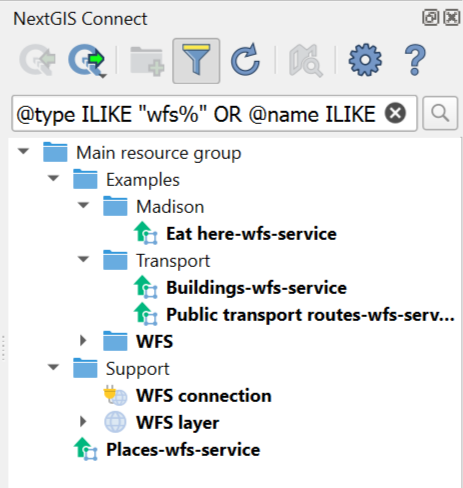 NextGIS Connect
@type ILIKE "wfs%" OR @name ILIKE
Main resource group
Examples
Madison
Eat here-wfs-service
Transport
Buildings-wfs-service
Public transport routes-wfs-serv...
WFS
Support
WFS connection
WFS layer
Places-wfs-service